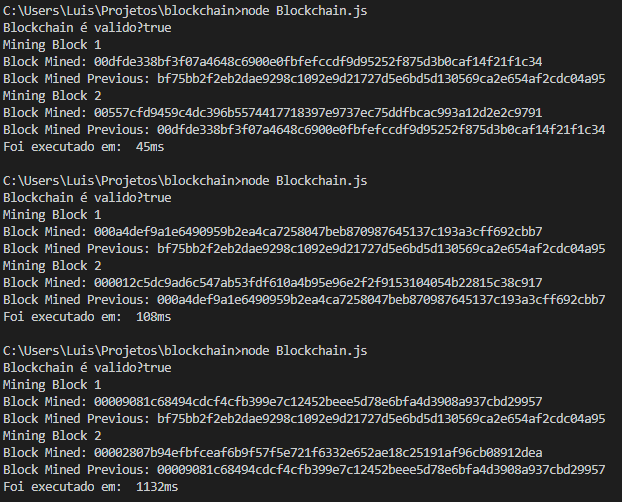 C:\Users\Luis\Projetos\blockchain>node Blockchain.js
Blockchain é valido?true
Mining Block 1
Block Mined: 00dfde338bf3f07a4648c6900e0fbfefccdf9d95252f875d3b0caf14f21f1c34
Block Mined Previous: bf75bb2f2eb2dae9298c1092e9d21727d5e6bd5d130569ca2e654af2cdc04a95
Mining Block 2
Block Mined: 00557cfd9459c4dc396b5574417718397e9737ec75ddfbcac993a12d2e2c9791
Block Mined Previous: 00dfde338bf3f07a4648c6900e0fbfefccdf9d95252f875d3b0caf14f21f1c34
Foi executado em:  45ms
C:\Users\Luis\Projetos\blockchain>node Blockchain.js
Blockchain é valido?true
Mining Block 1
Block Mined: 000a4def9a1e6490959b2ea4ca7258047beb870987645137c193a3cff692cbb7
Block Mined Previous: bf75bb2f2eb2dae9298c1092e9d21727d5e6bd5d130569ca2e654af2cdc04a95
Mining Block 2
Block Mined: 000012c5dc9ad6c547ab53fdf610a4b95e96e2f2f9153104054b22815c38c917
Block Mined Previous: 000a4def9a1e6490959b2ea4ca7258047beb870987645137c193a3cff692cbb7
Foi executado em:  108ms
C:\Users\Luis\Projetos\blockchain>node Blockchain.js
Blockchain é valido?true
Mining Block 1
Block Mined: 00009081c68494cdcf4cfb399e7c12452beee5d78e6bfa4d3908a937cbd29957
Block Mined Previous: bf75bb2f2eb2dae9298c1092e9d21727d5e6bd5d130569ca2e654af2cdc04a95
Mining Block 2
Block Mined: 00002807b94efbfceaf6b9f57f5e721f6332e652ae18c25191af96cb08912dea
Block Mined Previous: 00009081c68494cdcf4cfb399e7c12452beee5d78e6bfa4d3908a937cbd29957
Foi executado em:  1132ms